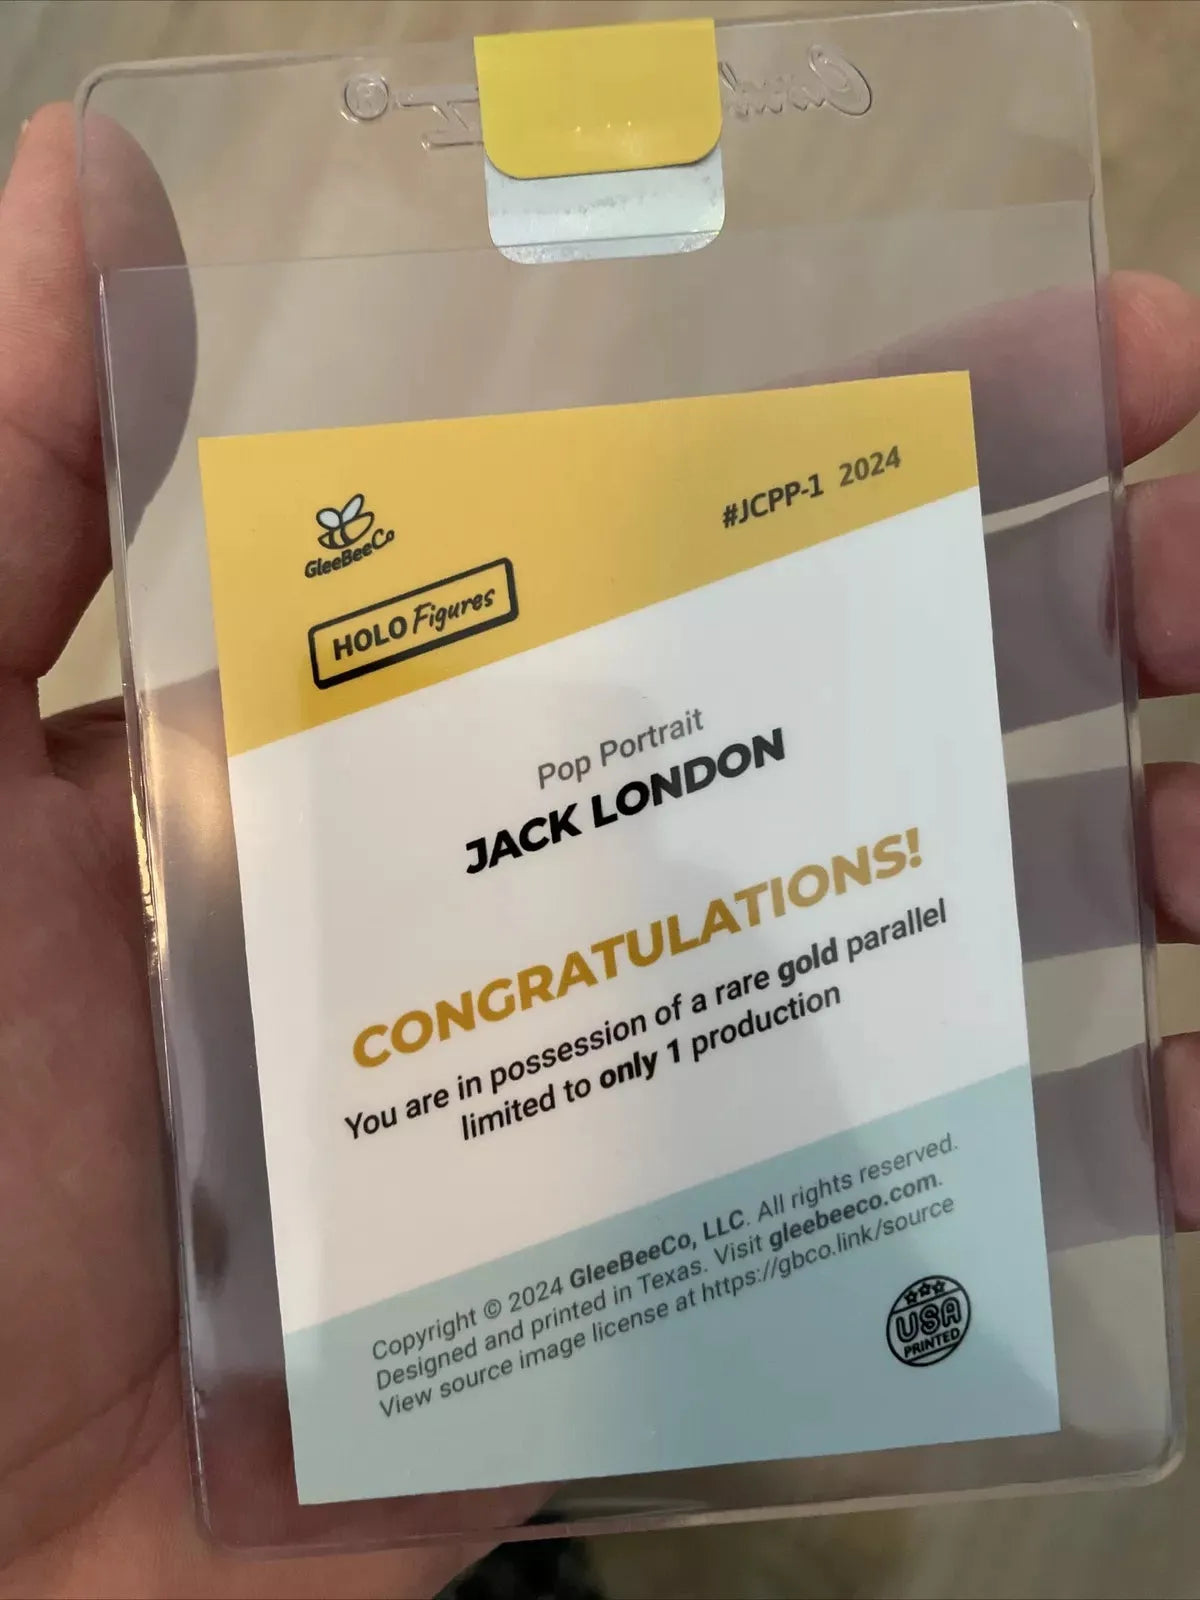 GleeBeeCo
HOLO Figures
#JCPP-1 2024
Pop Portrait
JACK LONDON
CONGRATULATIONS!
You are in possession of a rare gold parallel
limited to only 1 production
Copyright © 2024 GleeBeeCo, LLC. All rights reserved.
Designed and printed in Texas. Visit gleebeeco.com.
View source image license at https://gbco.link/source
USA
PRINTED